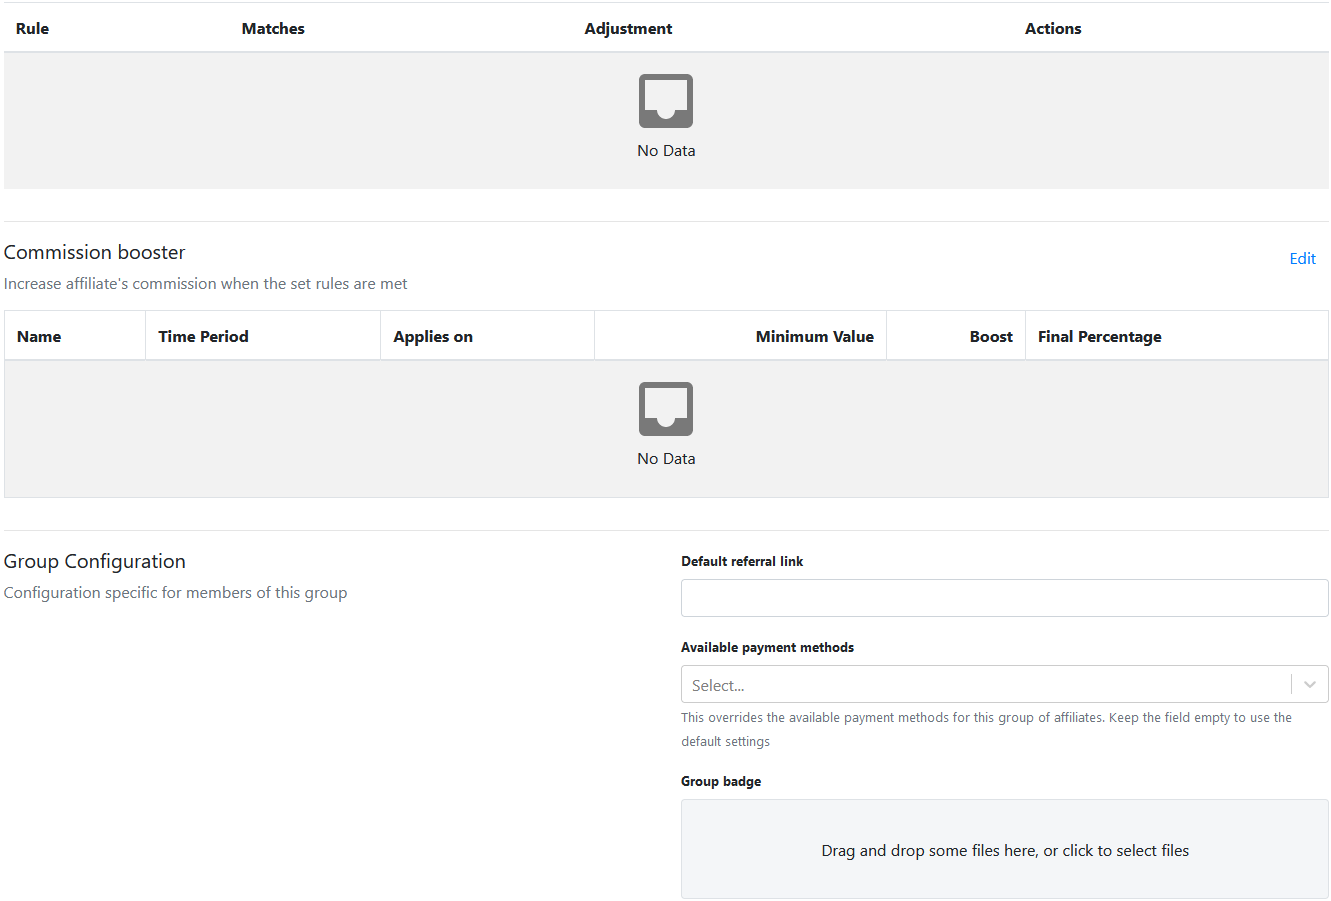 Rule Matches Adjustment Actions
No Data
Commission booster
Edit
Increase affiliate's commission when the set rules are met
Name Time Period Applies on Minimum Value Boost Final Percentage
No Data
Group Configuration
Configuration specific for members of this group
Default referral link
Available payment methods
Select...
This overrides the available payment methods for this group of affiliates. Keep the field empty to use the
default settings
Group badge
Drag and drop some files here, or click to select files